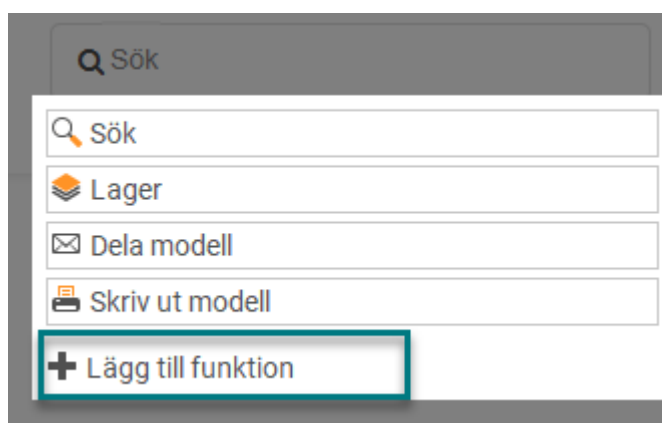 Sök
Sök
Lager
Dela modell
Skriv ut modell
Lägg till funktion